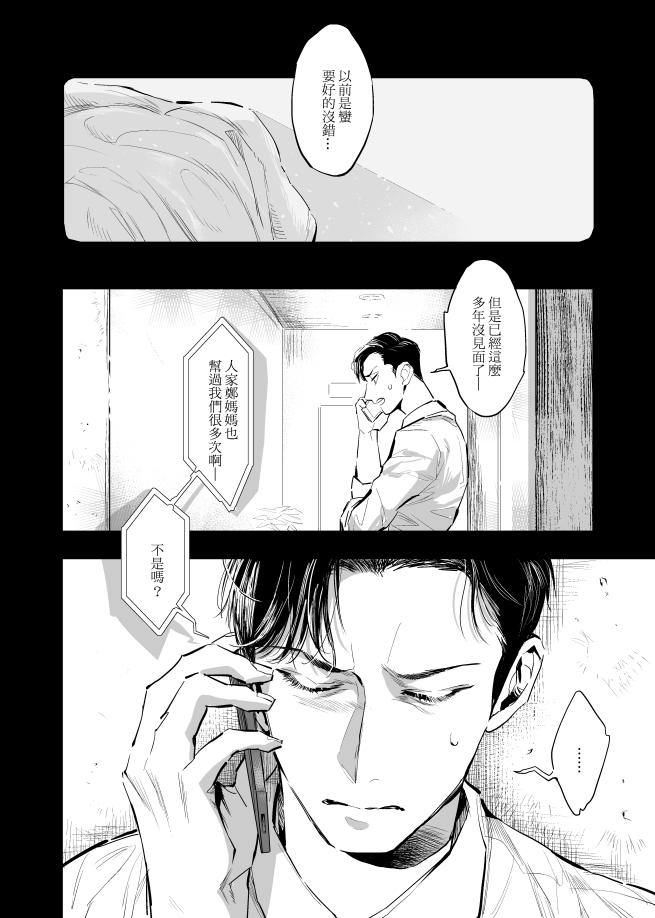 以前是蠻
要好的沒錯…
但是已經這麼
多年沒見面了—
人家鄭媽媽也
幫過我們很多次啊—
不是嗎？
……